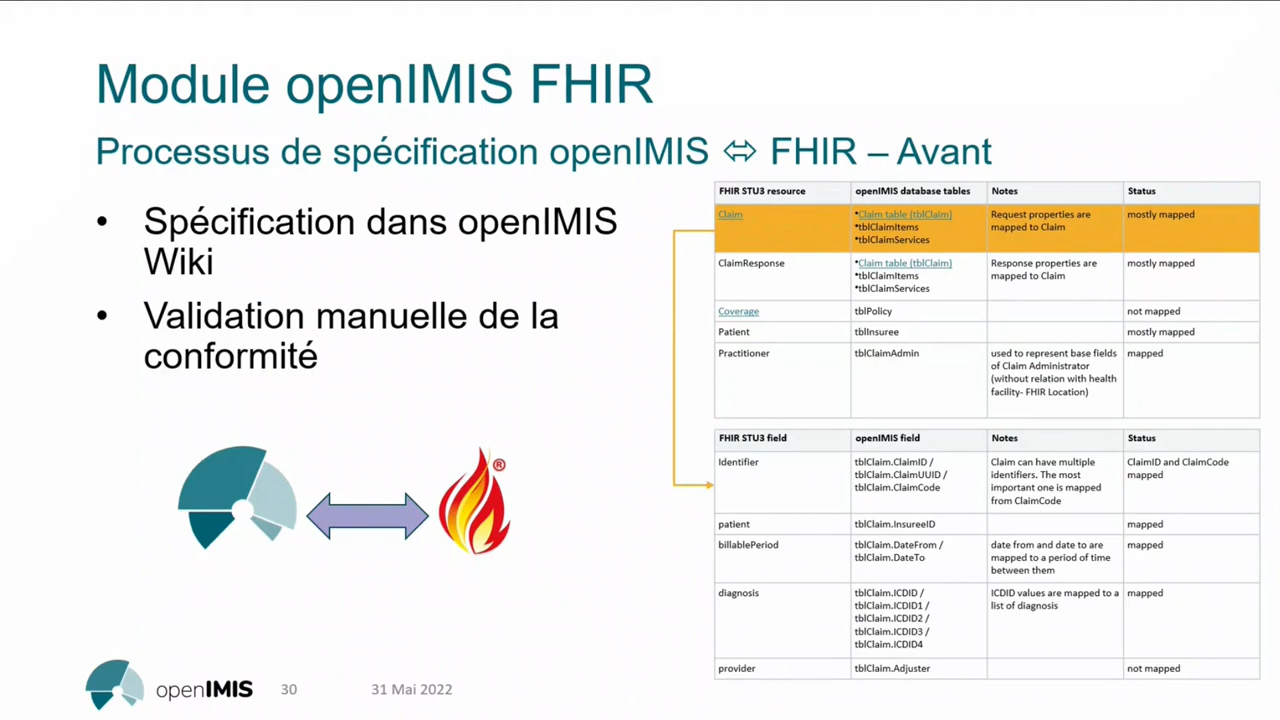 Module openIMIS FHIR
Processus de spécification openIMIS ⬄ FHIR – Avant
• Spécification dans openIMIS
Wiki
• Validation manuelle de la
conformité
FHIR STU3 resource openIMIS database tables Notes Status
Claim •Claim table (tblClaim) Request properties are mostly mapped
•tblClaimItems mapped to Claim
•tblClaimServices
ClaimResponse •Claim table (tblClaim) Response properties are mostly mapped
•tblClaimItems mapped to Claim
•tblClaimServices
Coverage tblPolicy not mapped
Patient tblInsuree mostly mapped
Practitioner tblClaimAdmin used to represent base fields mapped
of Claim Administrator
(without relation with health
facility- FHIR Location)
FHIR STU3 field openIMIS field Notes Status
Identifier tblClaim.ClaimID / Claim can have multiple ClaimID and ClaimCode
tblClaim.ClaimUUID / identifiers. The most mapped
tblClaim.ClaimCode important one is mapped
from ClaimCode
patient tblClaim.InsureeID mapped
billablePeriod tblClaim.DateFrom / date from and date to are mapped
tblClaim.DateTo mapped to a period of time
between them
diagnosis tblClaim.ICDID / ICDID values are mapped to a mapped
tblClaim.ICDID1 / list of diagnosis
tblClaim.ICDID2 /
tblClaim.ICDID3 /
tblClaim.ICDID4
provider tblClaim.Adjuster not mapped
®
openIMIS 30 31 Mai 2022